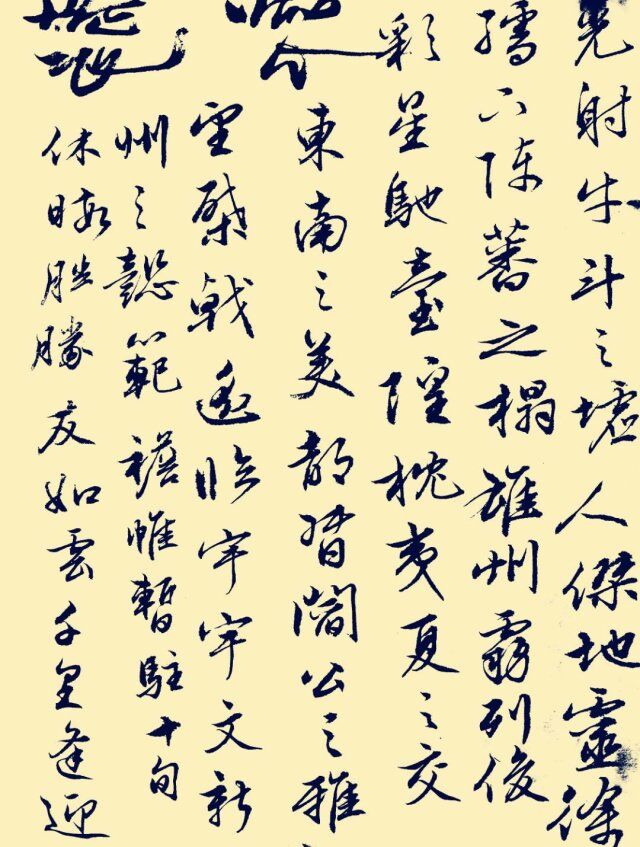 光射牛斗之墟人傑地靈徐
孺下陳蕃之榻雄州霧列俊
彩星馳臺隍枕夷夏之交
東南之美都督閻公之雅
望棨戟遙臨宇宇文新
州之懿範襜帷暫駐十旬
休暇胜勝友如雲千里逢迎